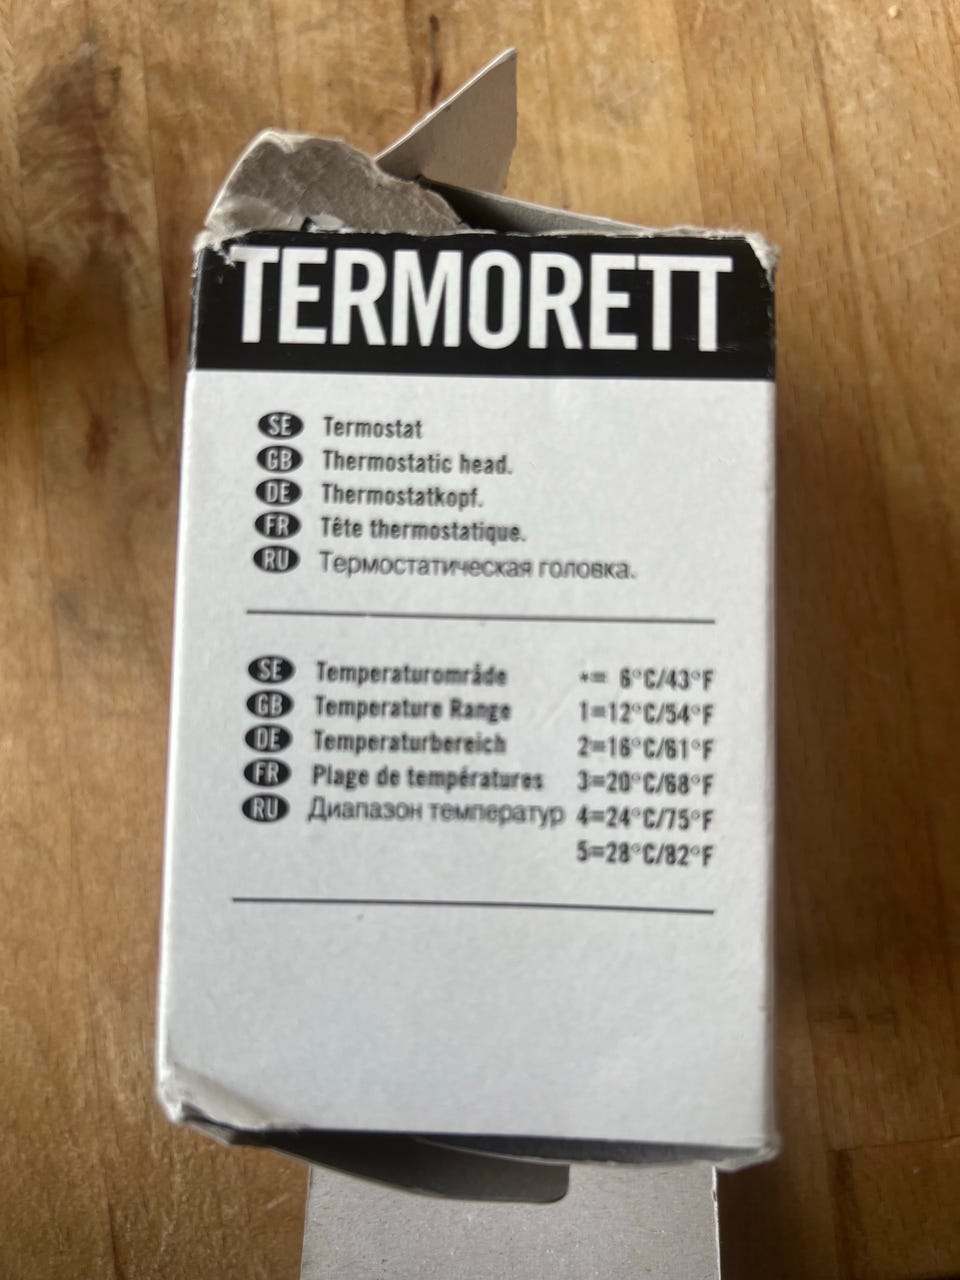 TERMORETT
SE Termostat
GB Thermostatic head.
DE Thermostatkopf.
FR Tête thermostatique.
RU Термостатическая головка.
SE Temperaturområde *= 6°C/43°F
GB Temperature Range 1=12°C/54°F
DE Temperaturbereich 2=16°C/61°F
FR Plage de températures 3=20°C/68°F
RU Диапазон температур 4=24°C/75°F
5=28°C/82°F